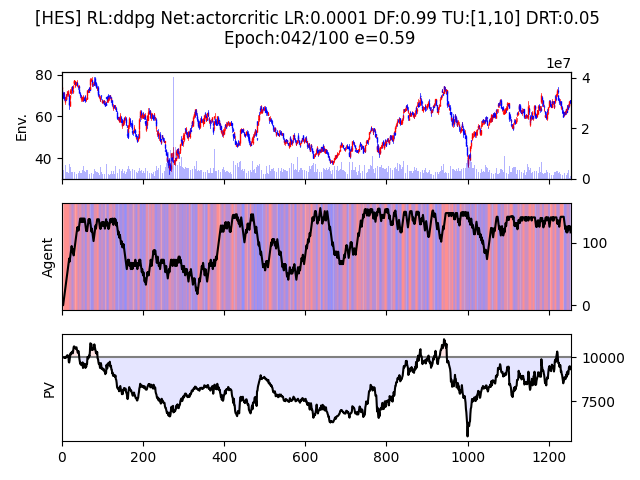 [HES] RL:ddpg Net:actorcritic LR:0.0001 DF:0.99 TU:[1,10] DRT:0.05
Epoch:042/100 e=0.59
1e7
80
60
40
Env.
4
2
0
Agent
100
0
PV
10000
7500
0 200 400 600 800 1000 1200